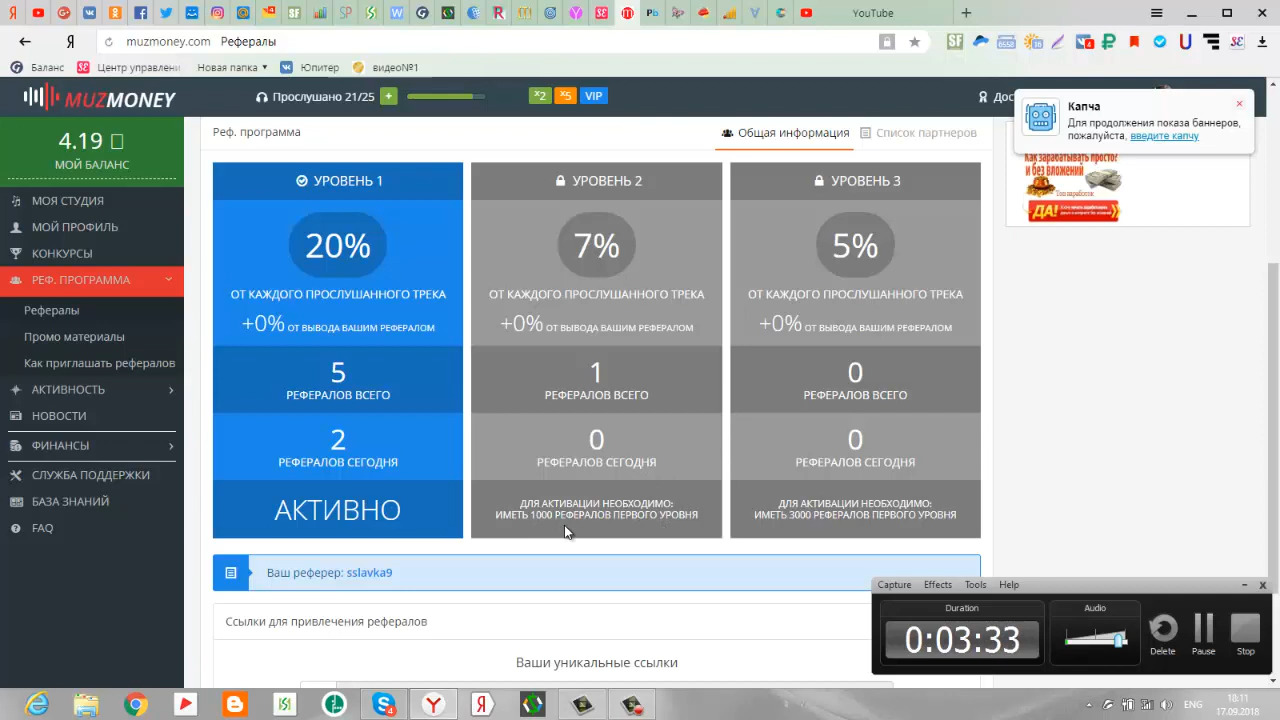 YouTube
muzmoney.com Рефералы
Баланс
Центр управлени
Новая папка
Юпитер
видео№1
MUZMONEY
Прослушано 21/25
x2
x5
VIP
Дос
Капча
Для продолжения показа баннеров,
пожалуйста, введите капчу
4.19
МОЙ БАЛАНС
МОЯ СТУДИЯ
МОЙ ПРОФИЛЬ
КОНКУРСЫ
РЕФ. ПРОГРАММА
Рефералы
Промо материалы
Как приглашать рефералов
АКТИВНОСТЬ
НОВОСТИ
ФИНАНСЫ
СЛУЖБА ПОДДЕРЖКИ
БАЗА ЗНАНИЙ
FAQ
Реф. программа
Общая информация
Список партнеров
УРОВЕНЬ 1
20%
ОТ КАЖДОГО ПРОСЛУШАННОГО ТРЕКА
+0% ОТ ВЫВОДА ВАШИМ РЕФЕРАЛОМ
5
РЕФЕРАЛОВ ВСЕГО
2
РЕФЕРАЛОВ СЕГОДНЯ
АКТИВНО
УРОВЕНЬ 2
7%
ОТ КАЖДОГО ПРОСЛУШАННОГО ТРЕКА
+0% ОТ ВЫВОДА ВАШИМ РЕФЕРАЛОМ
1
РЕФЕРАЛОВ ВСЕГО
0
РЕФЕРАЛОВ СЕГОДНЯ
ДЛЯ АКТИВАЦИИ НЕОБХОДИМО:
ИМЕТЬ 1000 РЕФЕРАЛОВ ПЕРВОГО УРОВНЯ
УРОВЕНЬ 3
5%
ОТ КАЖДОГО ПРОСЛУШАННОГО ТРЕКА
+0% ОТ ВЫВОДА ВАШИМ РЕФЕРАЛОМ
0
РЕФЕРАЛОВ ВСЕГО
0
РЕФЕРАЛОВ СЕГОДНЯ
ДЛЯ АКТИВАЦИИ НЕОБХОДИМО:
ИМЕТЬ 3000 РЕФЕРАЛОВ ПЕРВОГО УРОВНЯ
Как зарабатывать просто?
и без вложений
Топ заработок
ДА!
Ваш реферер: sslavka9
Ссылки для привлечения рефералов
Ваши уникальные ссылки
Capture Effects Tools Help
Duration
0:03:33
Audio
Delete
Pause
Stop
ENG
18:11
17.09.2018